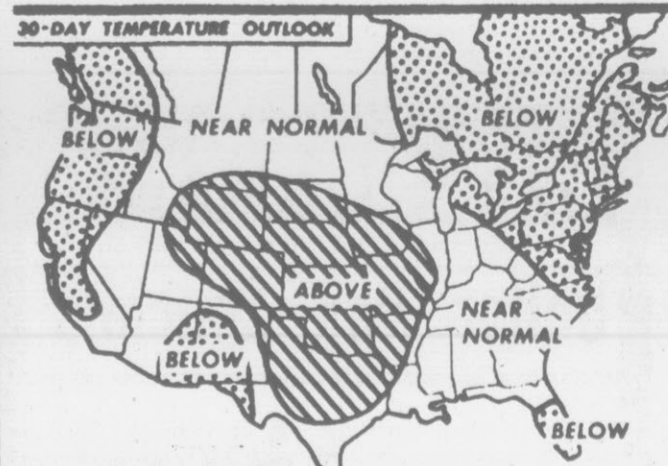 30-DAY TEMPERATURE OUTLOOK
BELOW
NEAR NORMAL
BELOW
ABOVE
NEAR
NORMAL
BELOW
BELOW